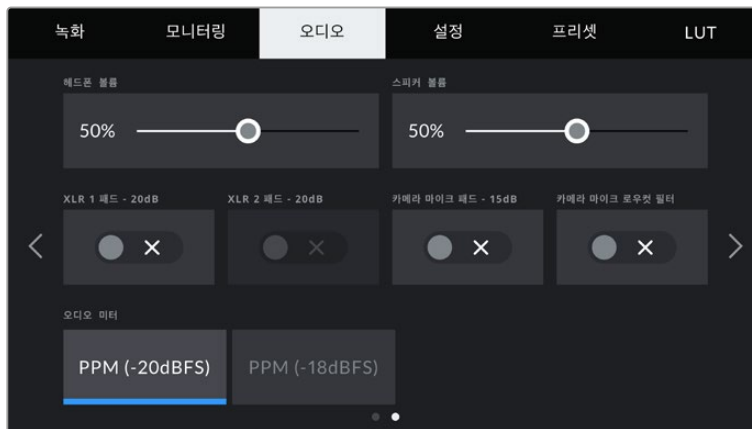 녹화 모니터링 오디오 설정 프리셋 LUT
헤드폰 볼륨 스피커 볼륨
50% 50%
XLR 1 패드 - 20dB XLR 2 패드 - 20dB 카메라 마이크 패드 - 15dB 카메라 마이크 로우컷 필터
오디오 미터
PPM (-20dBFS) PPM (-18dBFS)